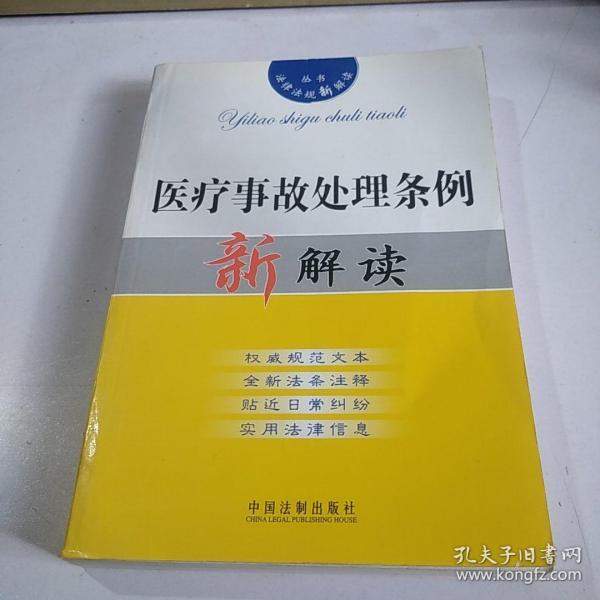 丛书
法律法规新解读
Yiliao shigu chuli tiaoli
医疗事故处理条例
新解读
权威规范文本
全新法条注释
贴近日常纠纷
实用法律信息
中国法制出版社
CHINA LEGAL PUBLISHING HOUSE
孔夫子旧书网
www.kongfz.com